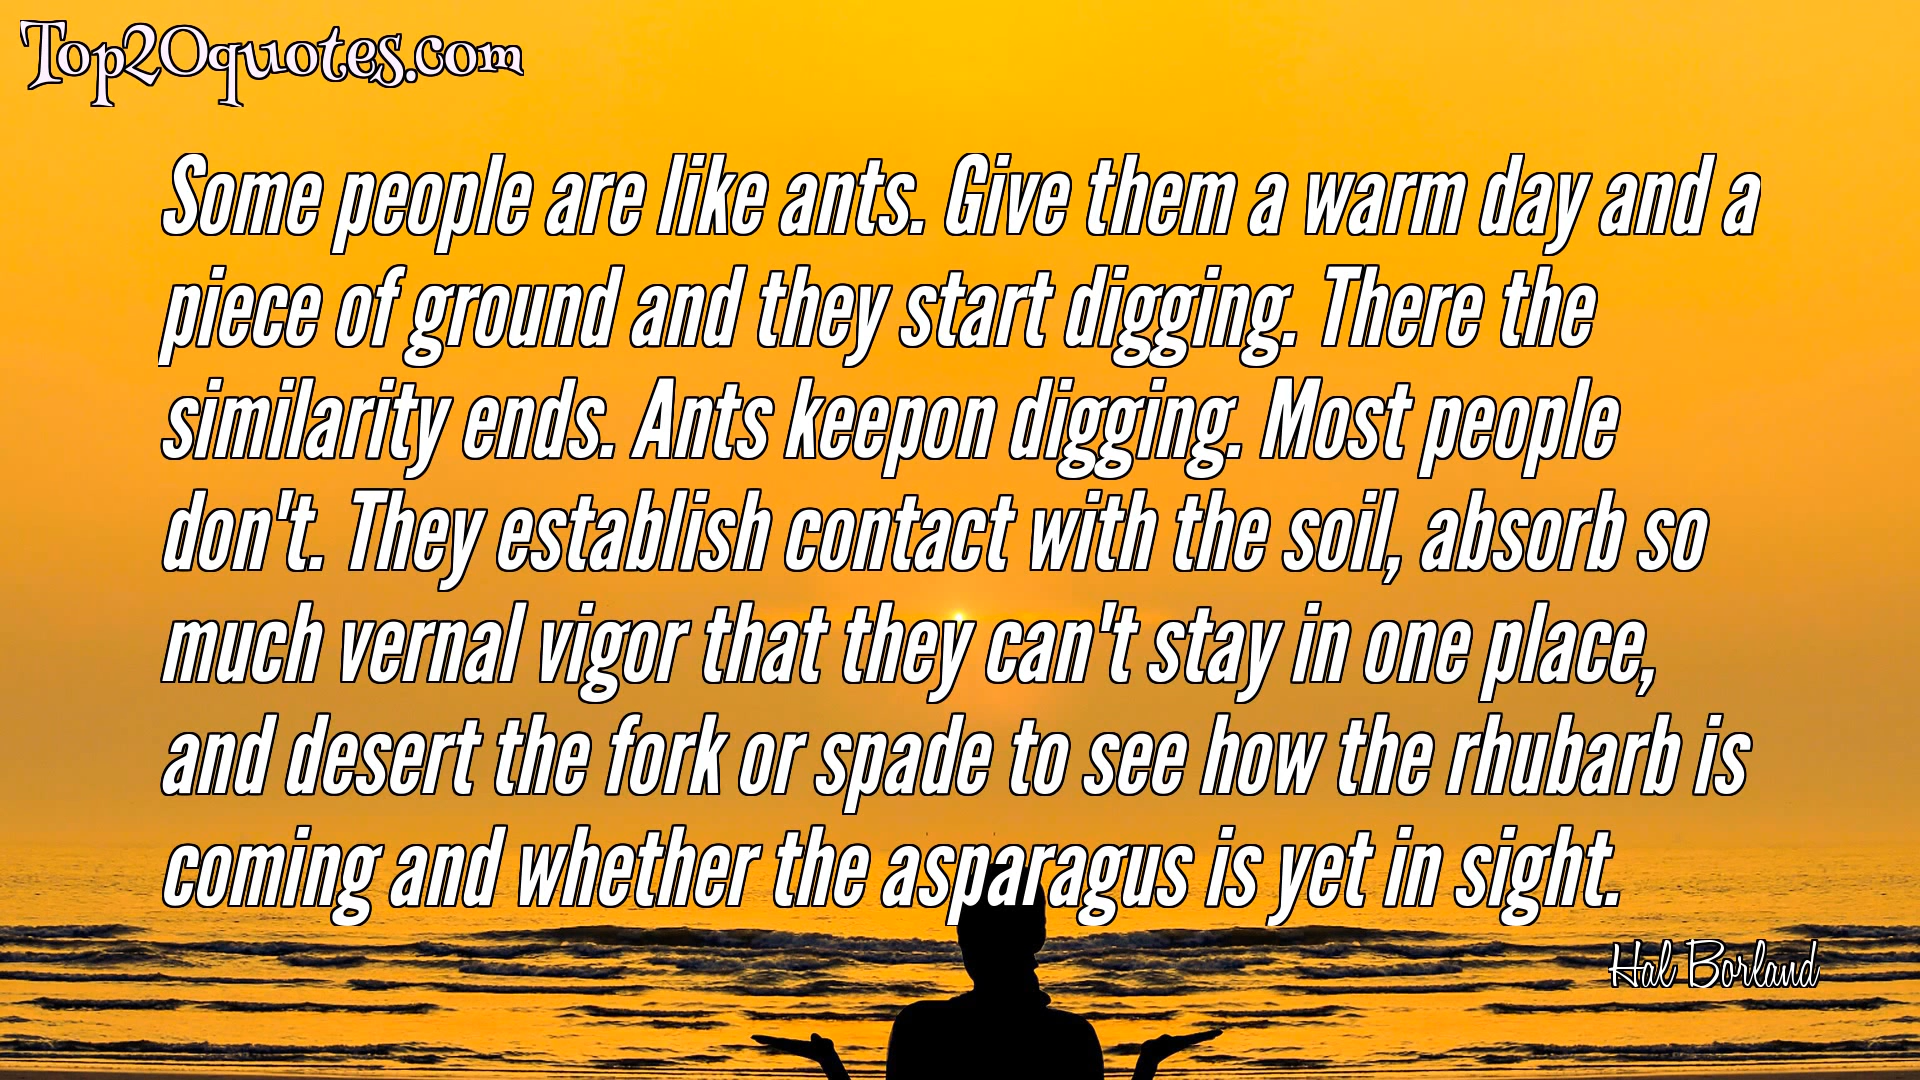 Top20quotes.com
Some people are like ants. Give them a warm day and a
piece of ground and they start digging. There the
similarity ends. Ants keepon digging. Most people
don't. They establish contact with the soil, absorb so
much vernal vigor that they can't stay in one place,
and desert the fork or spade to see how the rhubarb is
coming and whether the asparagus is yet in sight.
Hal Borland